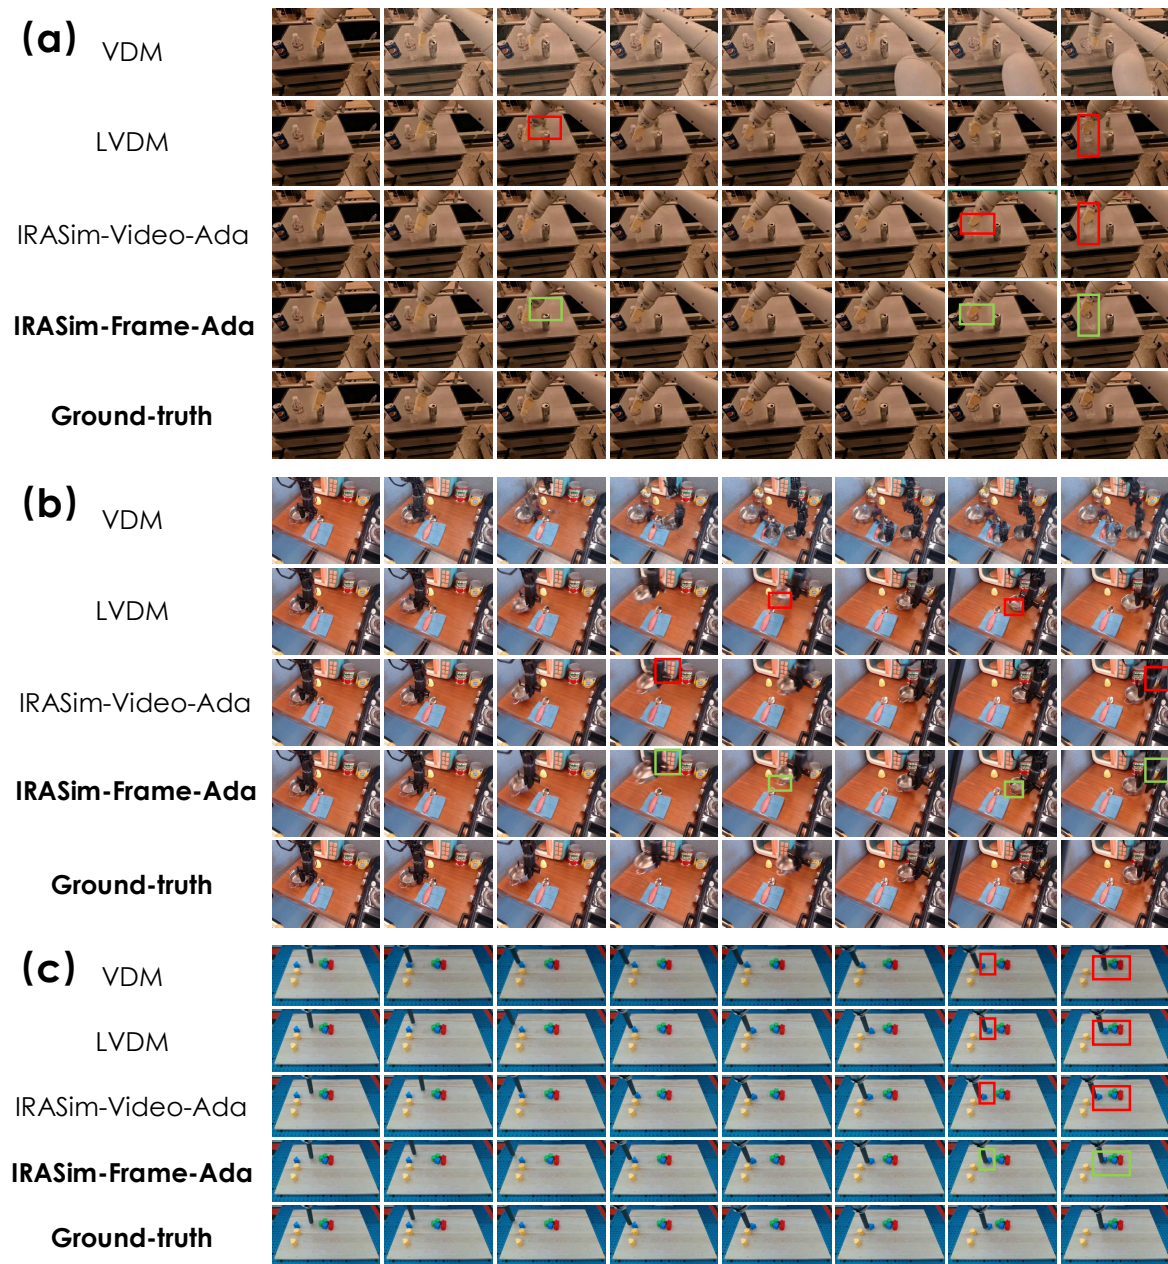 (a) VDM
LVDM
IRASim-Video-Ada
IRASim-Frame-Ada
Ground-truth
(b) VDM
LVDM
IRASim-Video-Ada
IRASim-Frame-Ada
Ground-truth
(c) VDM
LVDM
IRASim-Video-Ada
IRASim-Frame-Ada
Ground-truth